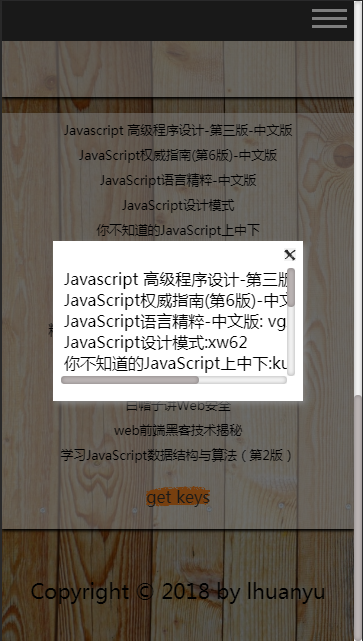 Javascript 高级程序设计-第三版-中文版
JavaScript权威指南(第6版)-中文版
JavaScript语言精粹-中文版
JavaScript设计模式
你不知道的JavaScript上中下
Javascript 高级程序设计-第三版
JavaScript权威指南(第6版)-中文
JavaScript语言精粹-中文版: vg
JavaScript设计模式:xw62
你不知道的JavaScript上中下:ku
白帽子讲Web安全
web前端黑客技术揭秘
学习JavaScript数据结构与算法（第2版）
get keys
Copyright © 2018 by lhuanyu